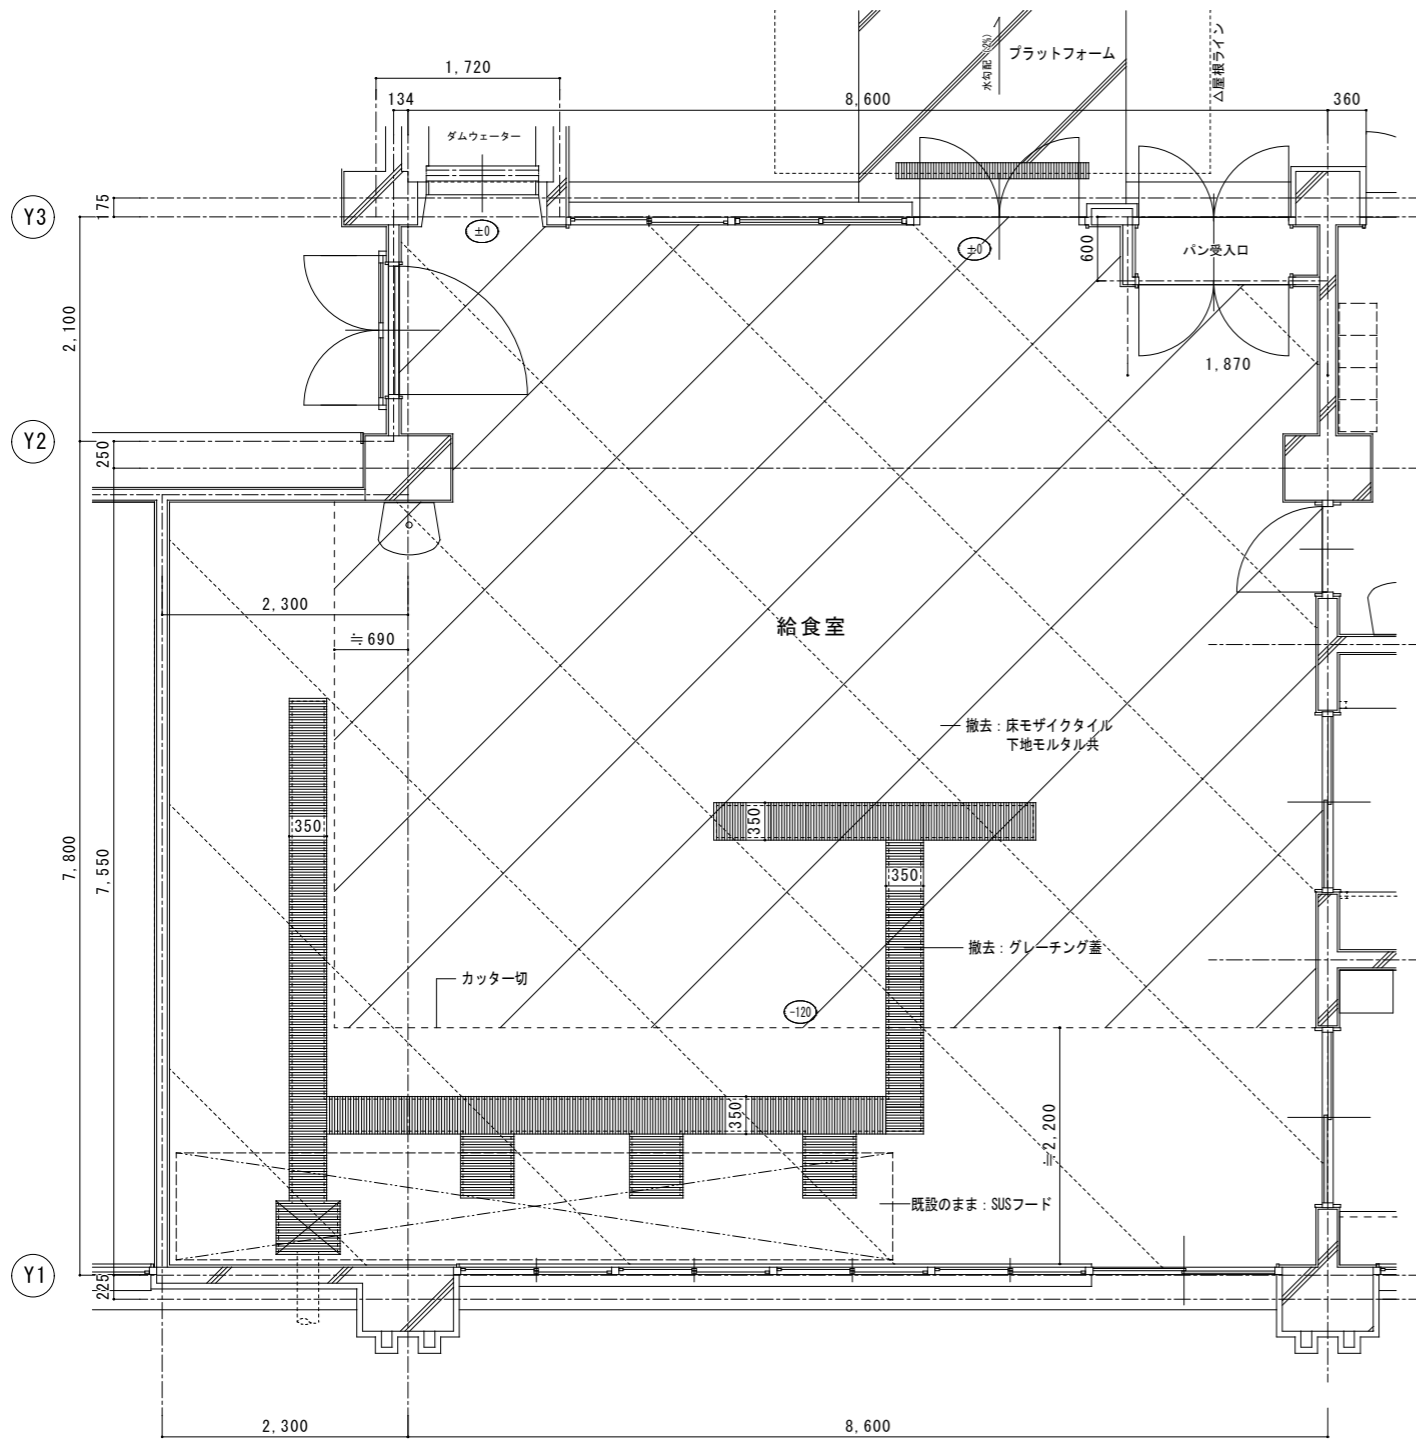 1,720
134
8,600
360
水勾配
プラットフォーム
△屋根ライン
ダムウェーター
Y3
175
±0
±0
600
パン受入口
2,100
1,870
Y2
250
2,300
≒690
給食室
撤去：床モザイクタイル
下地モルタル共
350
350
350
7,800
7,550
撤去：グレーチング蓋
カッター切
-120
350
≒2,200
既設のまま：SUSフード
Y1
225
2,300
8,600